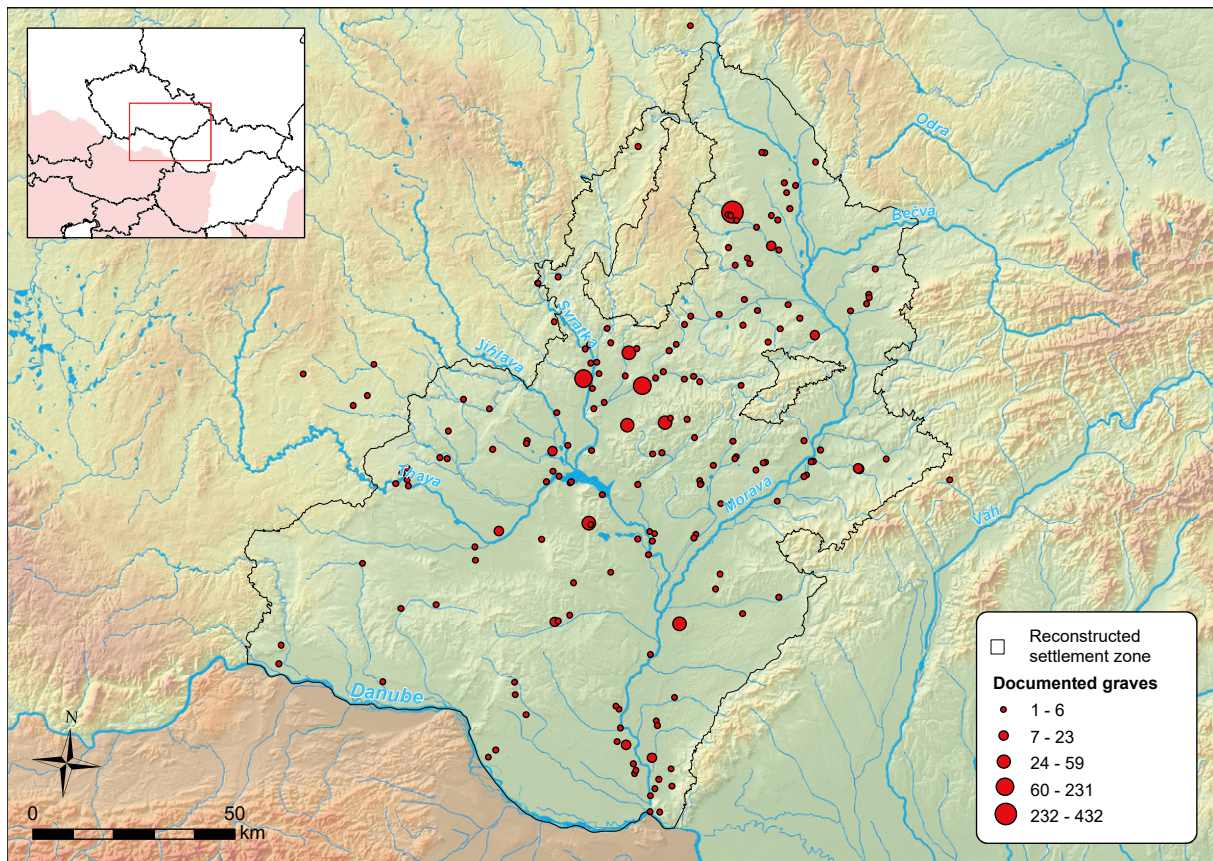 Odra
Bečva
Svratka
Jihlava
Thaya
Morava
Váh
Danube
N
0 50
km
Reconstructed
settlement zone
Documented graves
1 - 6
7 - 23
24 - 59
60 - 231
232 - 432